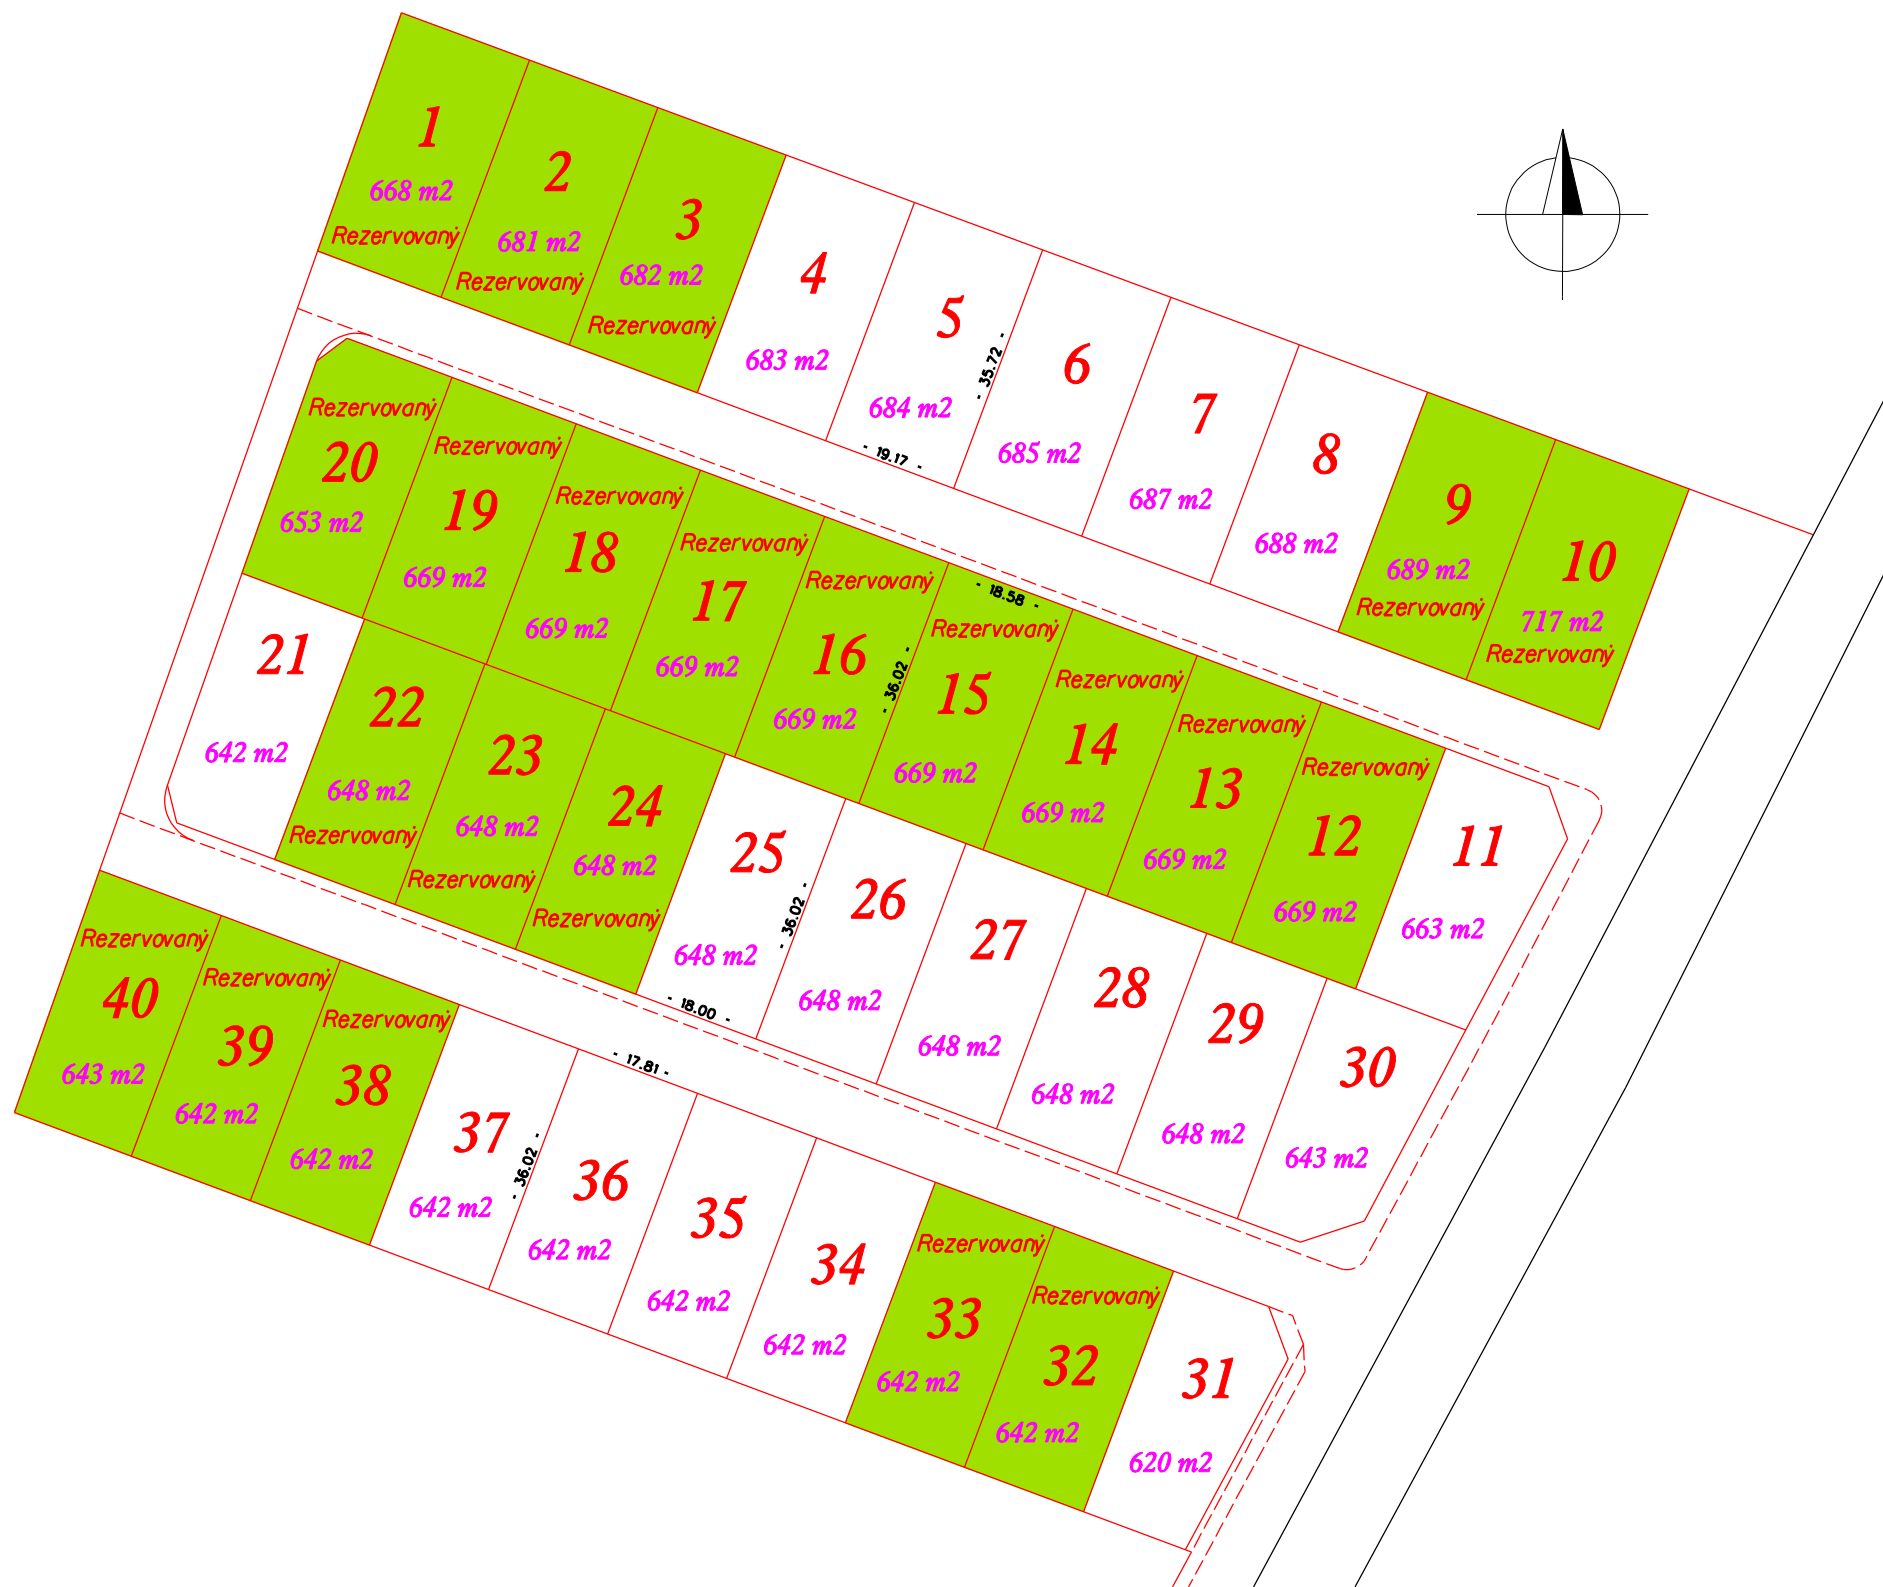 1
668 m2
Rezervovaný
2
681 m2
Rezervovaný
3
682 m2
Rezervovaný
4
683 m2
5
684 m2
- 35.72 -
- 19.17 -
6
685 m2
7
687 m2
8
688 m2
9
689 m2
Rezervovaný
10
717 m2
Rezervovaný
Rezervovaný
20
653 m2
Rezervovaný
19
669 m2
Rezervovaný
18
669 m2
Rezervovaný
17
669 m2
Rezervovaný
16
669 m2
- 36.02 -
- 18.58 -
Rezervovaný
15
669 m2
Rezervovaný
14
669 m2
Rezervovaný
13
669 m2
Rezervovaný
12
669 m2
11
663 m2
21
642 m2
22
648 m2
Rezervovaný
23
648 m2
Rezervovaný
24
648 m2
Rezervovaný
25
648 m2
- 36.02 -
- 18.00 -
26
648 m2
27
648 m2
28
648 m2
29
648 m2
30
643 m2
Rezervovaný
40
643 m2
Rezervovaný
39
642 m2
Rezervovaný
38
642 m2
37
642 m2
- 36.02 -
- 17.81 -
36
642 m2
35
642 m2
34
642 m2
Rezervovaný
33
642 m2
Rezervovaný
32
642 m2
31
620 m2